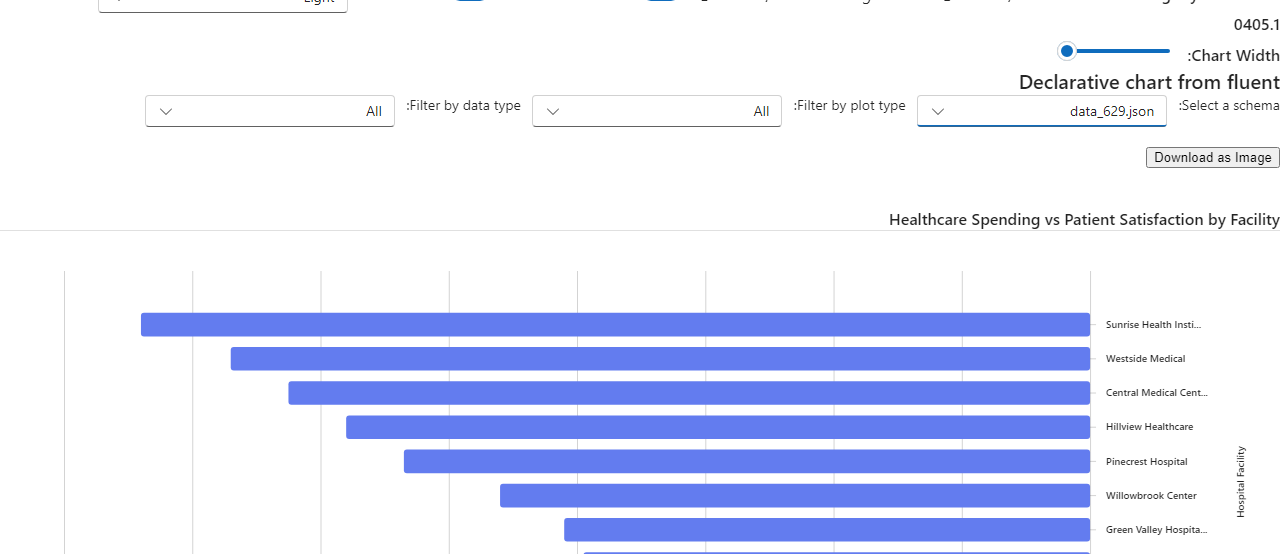 Light
0405.1
:Chart Width
Declarative chart from fluent
:Select a schema
data_629.json
:Filter by plot type
All
:Filter by data type
All
Download as Image
Healthcare Spending vs Patient Satisfaction by Facility
Sunrise Health Insti...
Westside Medical
Central Medical Cent...
Hillview Healthcare
Pinecrest Hospital
Willowbrook Center
Green Valley Hospita...
Hospital Facility